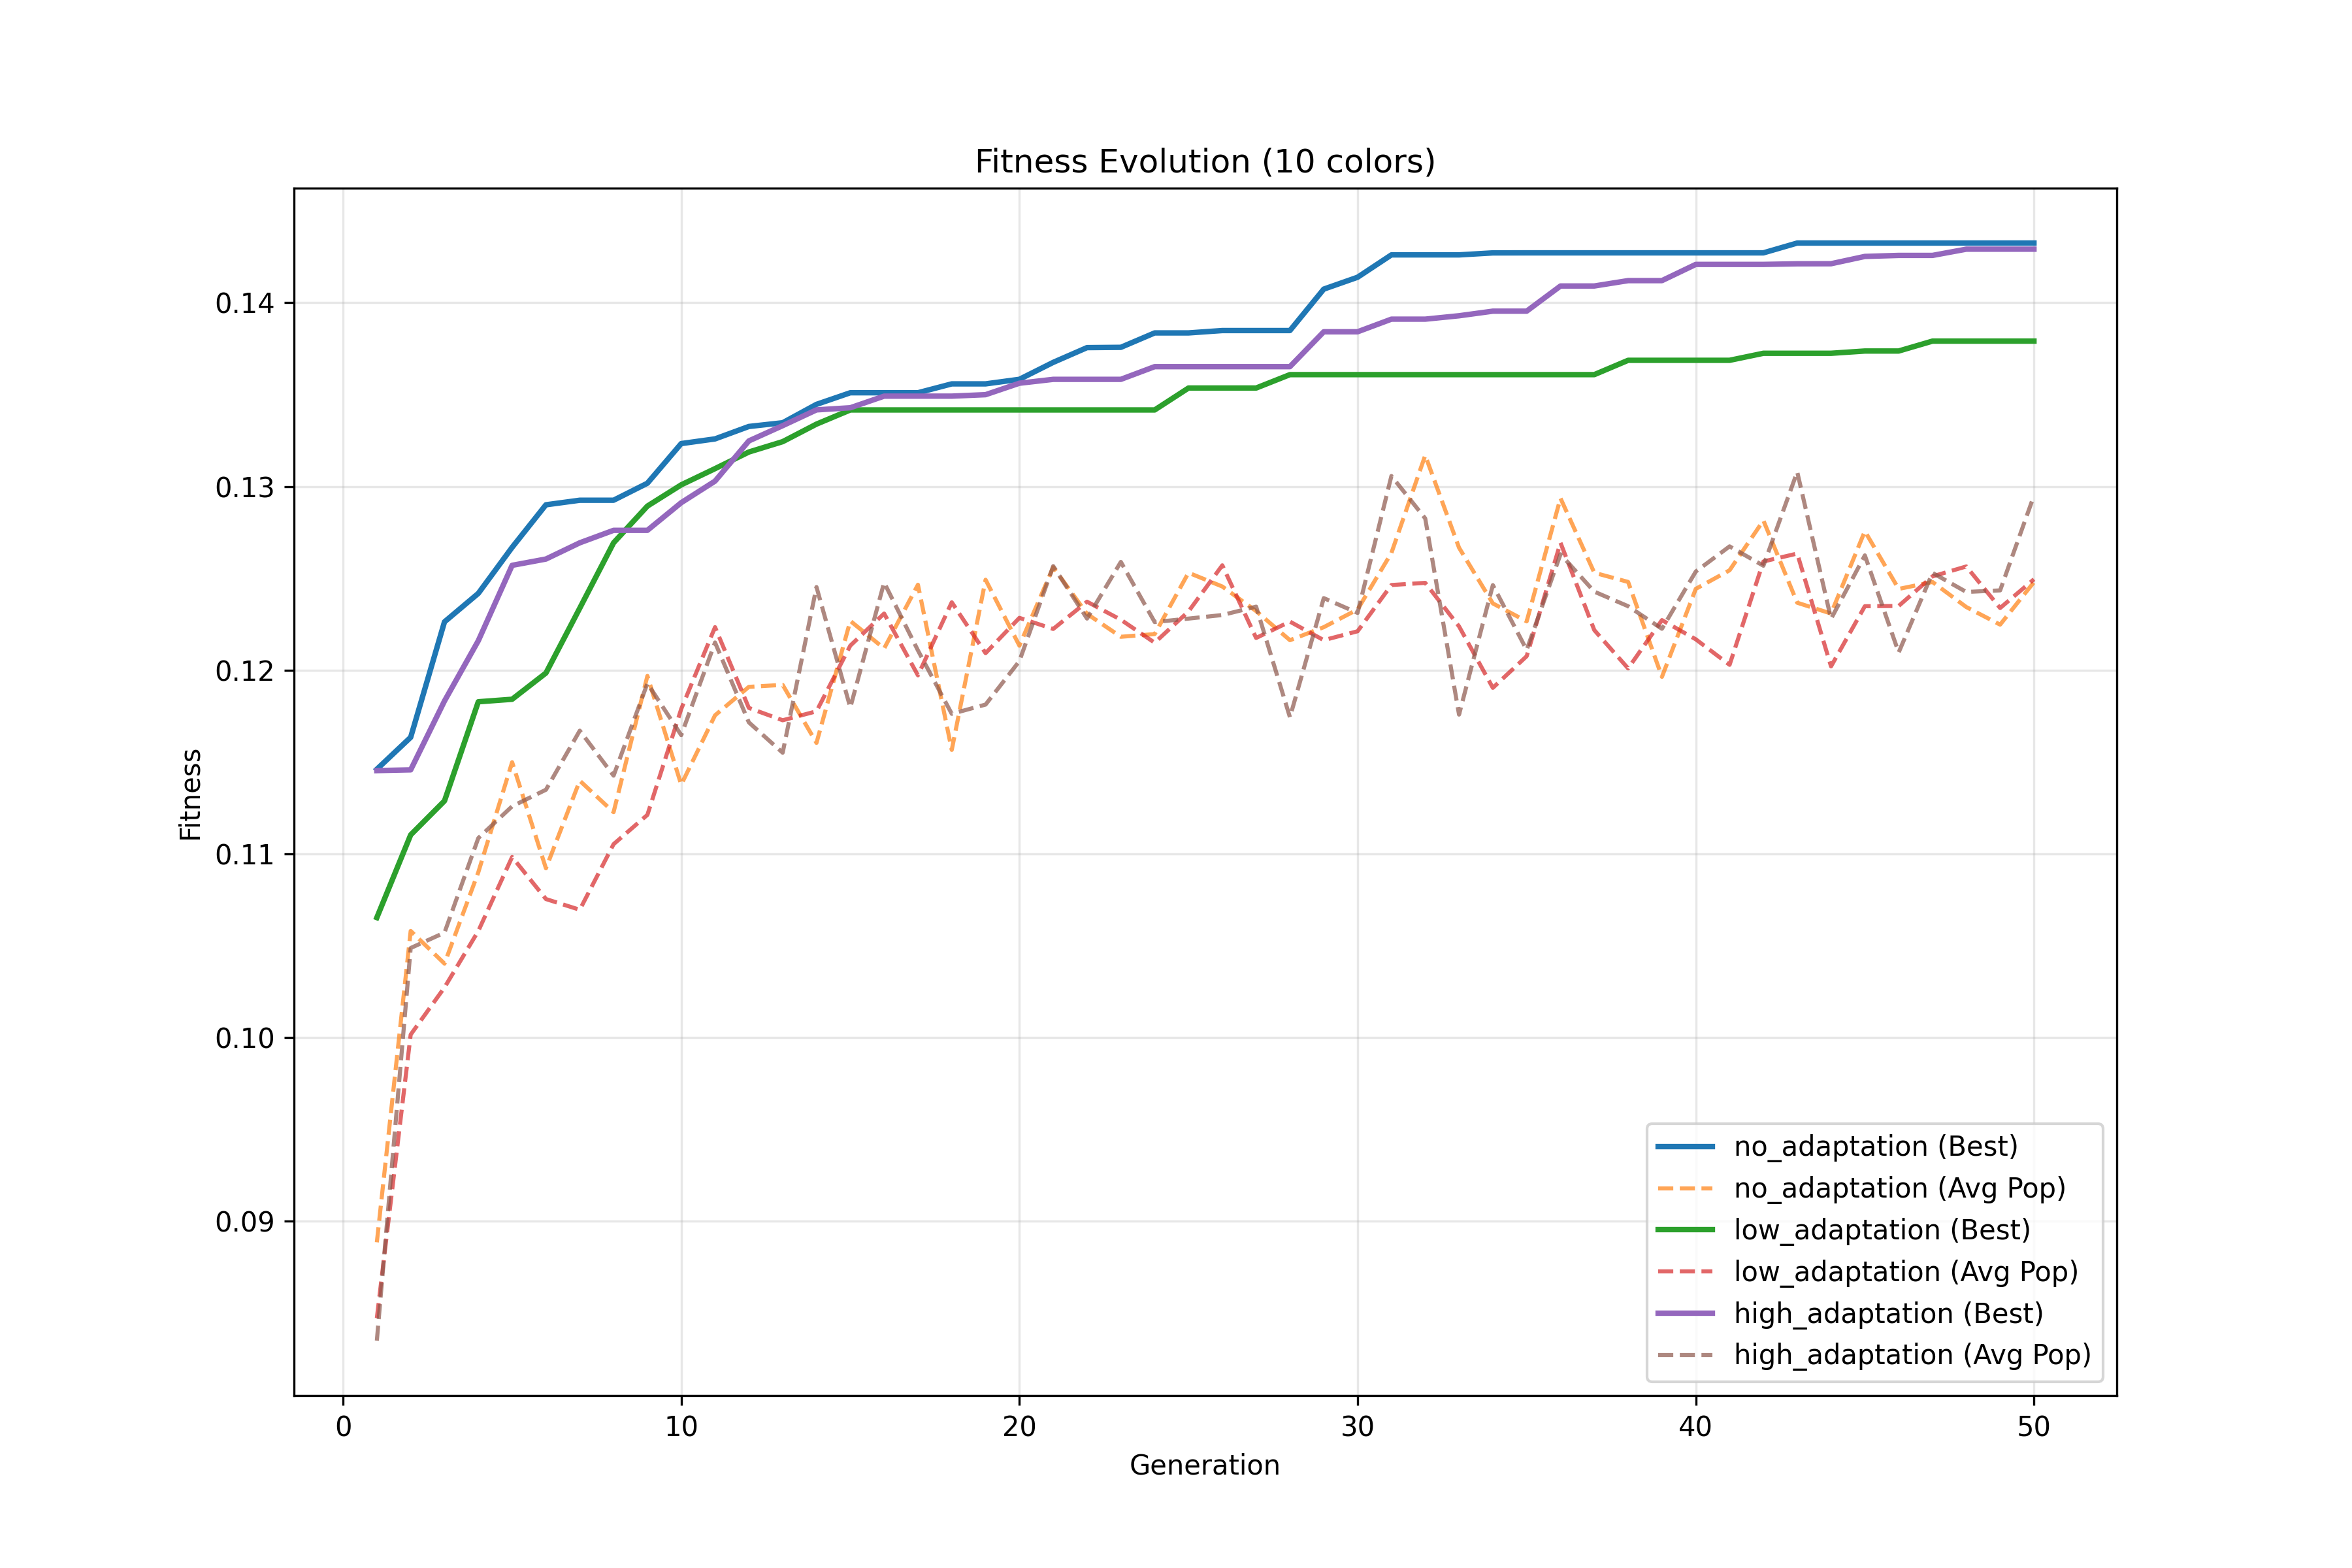 Fitness Evolution (10 colors)
Fitness
0.14
0.13
0.12
0.11
0.10
0.09
0
10
20
30
40
50
Generation
no_adaptation (Best)
no_adaptation (Avg Pop)
low_adaptation (Best)
low_adaptation (Avg Pop)
high_adaptation (Best)
high_adaptation (Avg Pop)